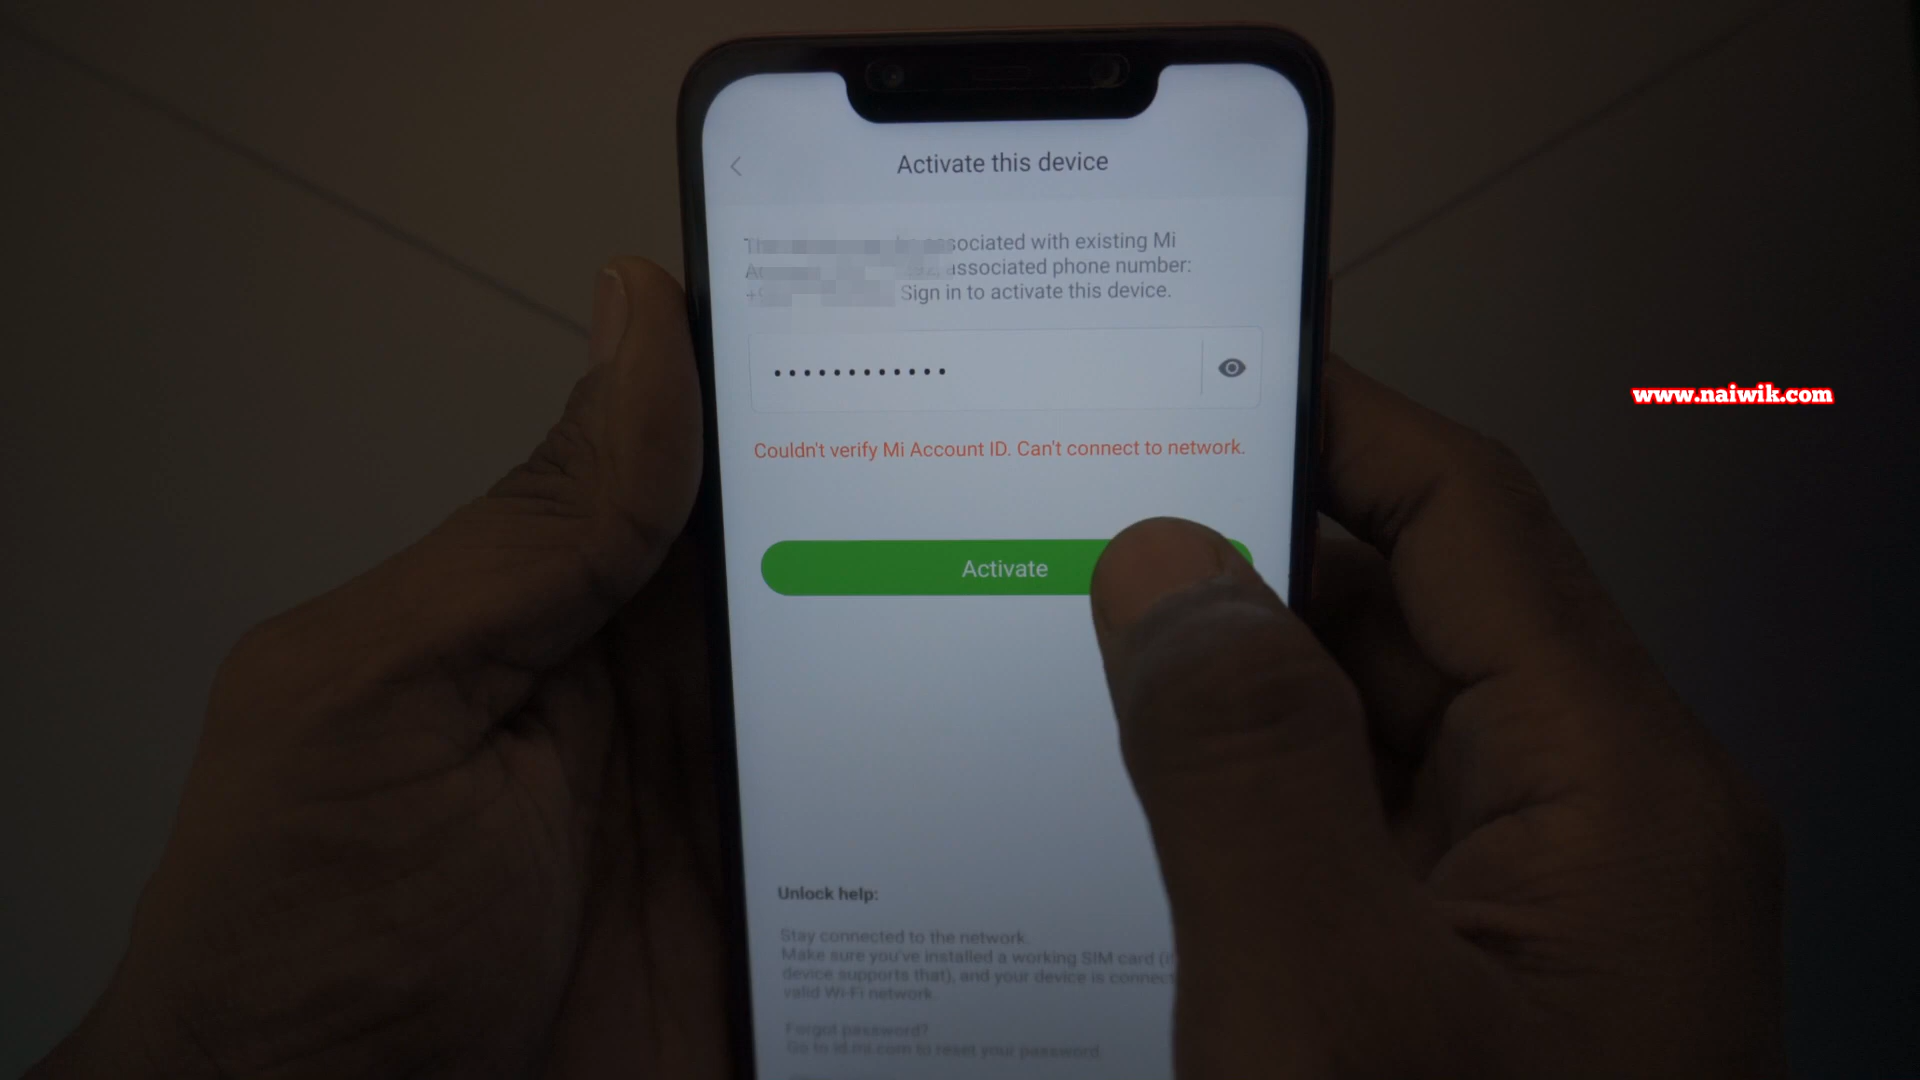 Activate this device
associated with existing Mi
associated phone number:
Sign in to activate this device.
www.naiwik.com
Couldn't verify Mi Account ID. Can't connect to network.
Activate
Unlock help:
Stay connected to the network.
Make sure you've installed a working SIM card
device supports that), and your device is
valid Wi-Fi network.
Forgot password?
Go to id.mi.com to reset your password.